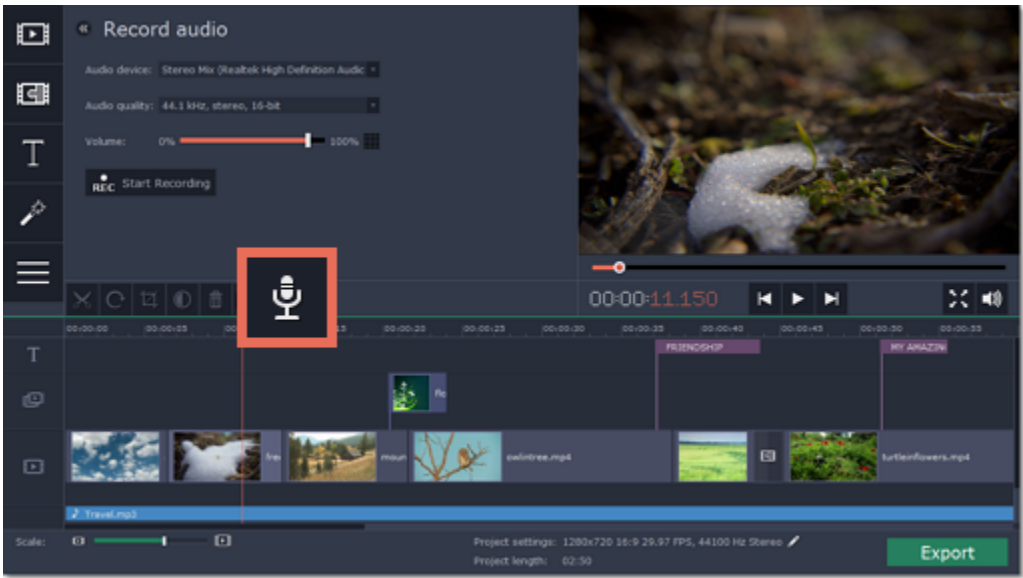 Record audio
Audio device: Stereo Mix (Realtek High Definition Audic
Audio quality: 44.1 kHz, stereo, 16-bit
Volume: 0% 100%
REC Start Recording
T
00:00:11.150
00:00:00 00:00:05 15 00:00:20 00:00:25 00:00:30 00:00:35 00:00:40 00:00:45 00:00:50 00:00:55
T FRIENDSHIP MY AMAZIN
flo
moun owlintree.mp4 turtleinflowers.mp4
Travel.mp3
Scale:
Project settings: 1280x720 16:9 29.97 FPS, 44100 Hz Stereo
Project length: 02:50
Export